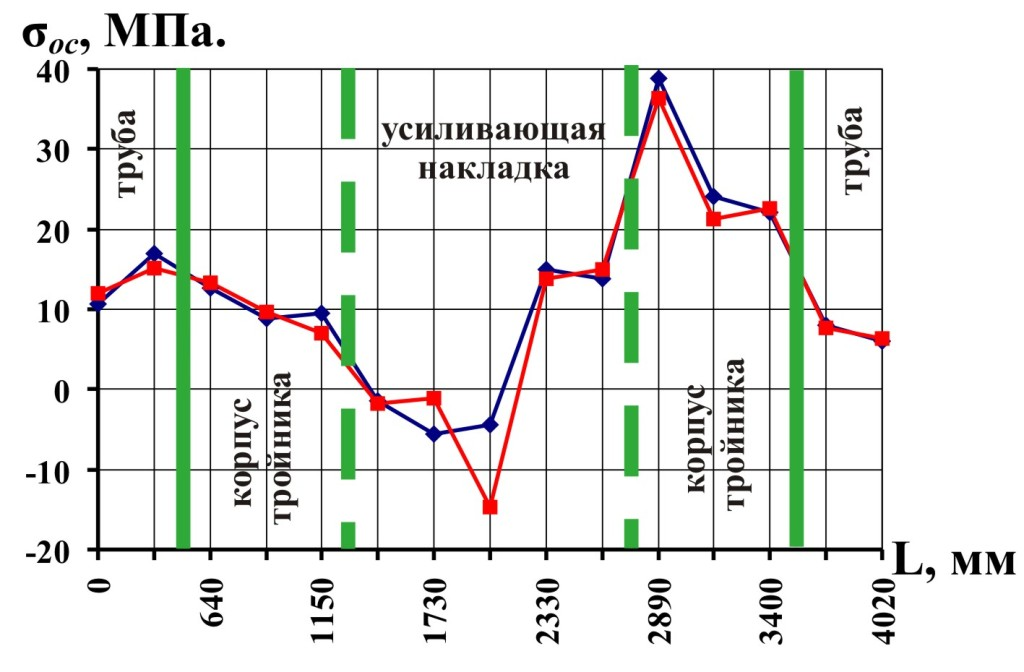 σос, МПа.
40
30
20
10
0
-10
-20
труба
усиливающая
накладка
труба
корпус
тройника
корпус
тройника
0
640
1150
1730
2330
2890
3400
4020
L, мм